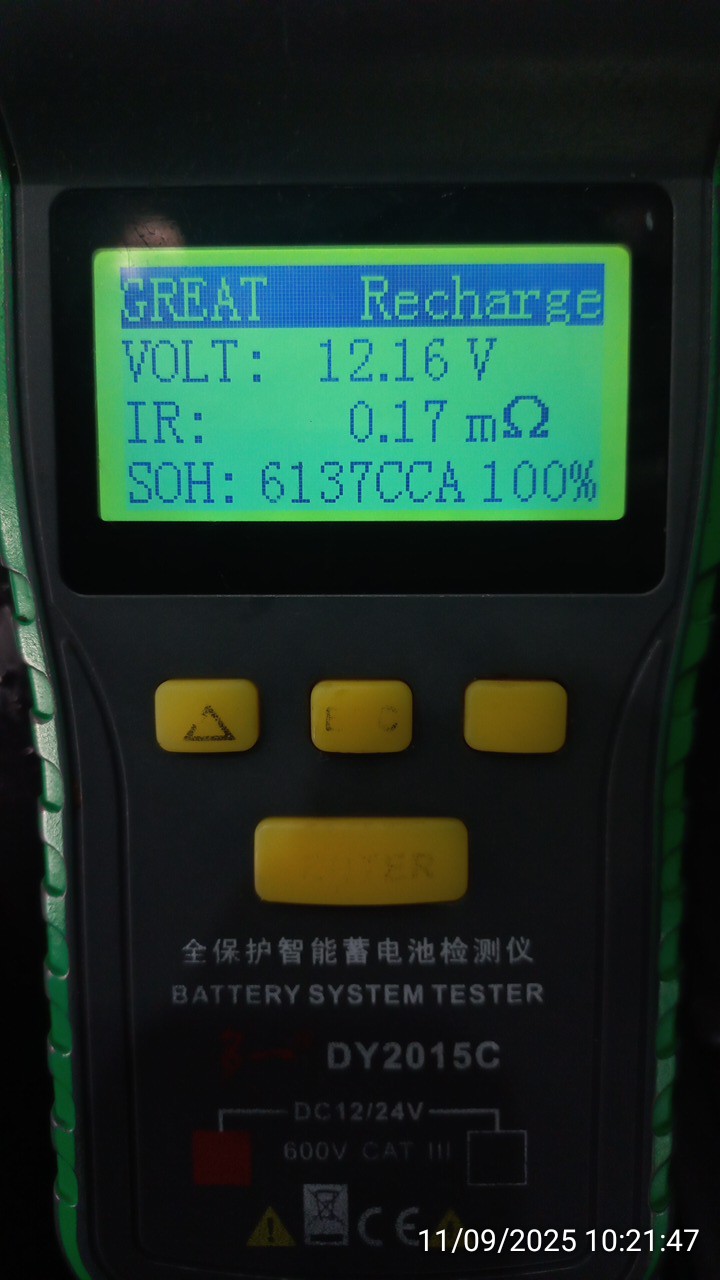 GREAT Recharge
VOLT: 12.16 V
IR: 0.17 mΩ
SOH: 6137CCA 100%
全保护智能蓄电池检测仪
BATTERY SYSTEM TESTER
DY2015C
DC12/24V
600V CAT III
CE
11/09/2025 10:21:47